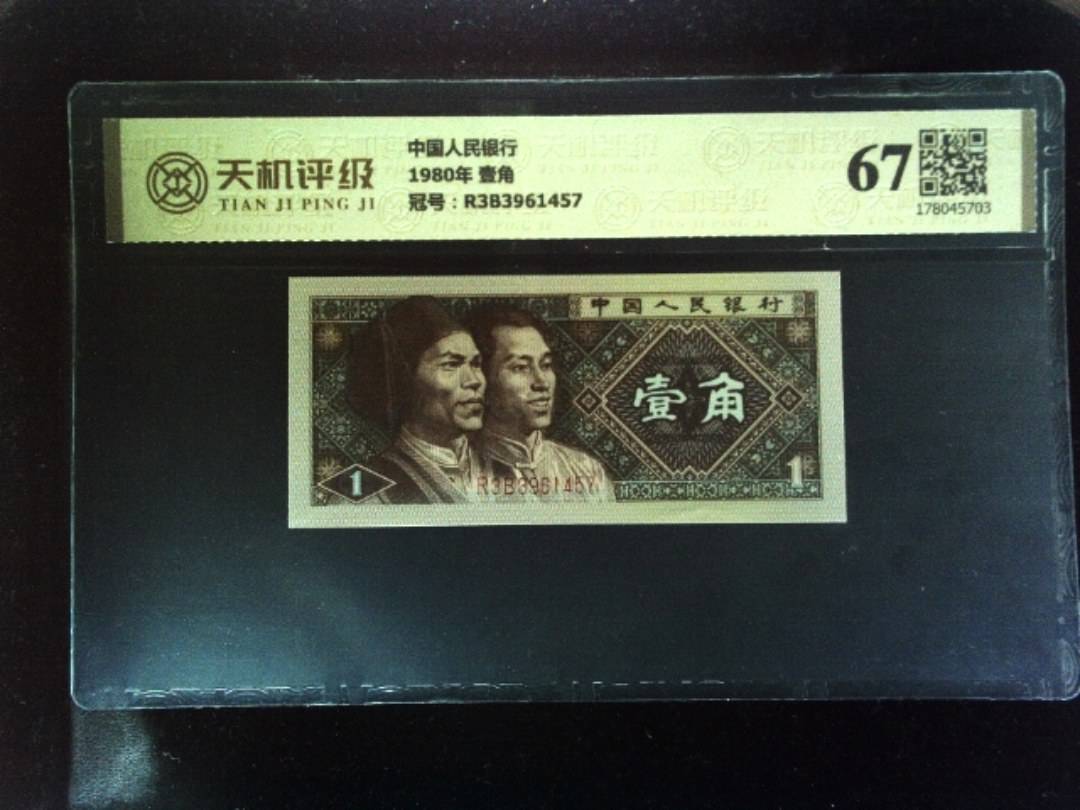 天机评级
TIAN JI PING JI
中国人民银行
1980年 壹角
冠号：R3B3961457
67
178045703
中国人民银行
壹角
1
1
R3B3961457